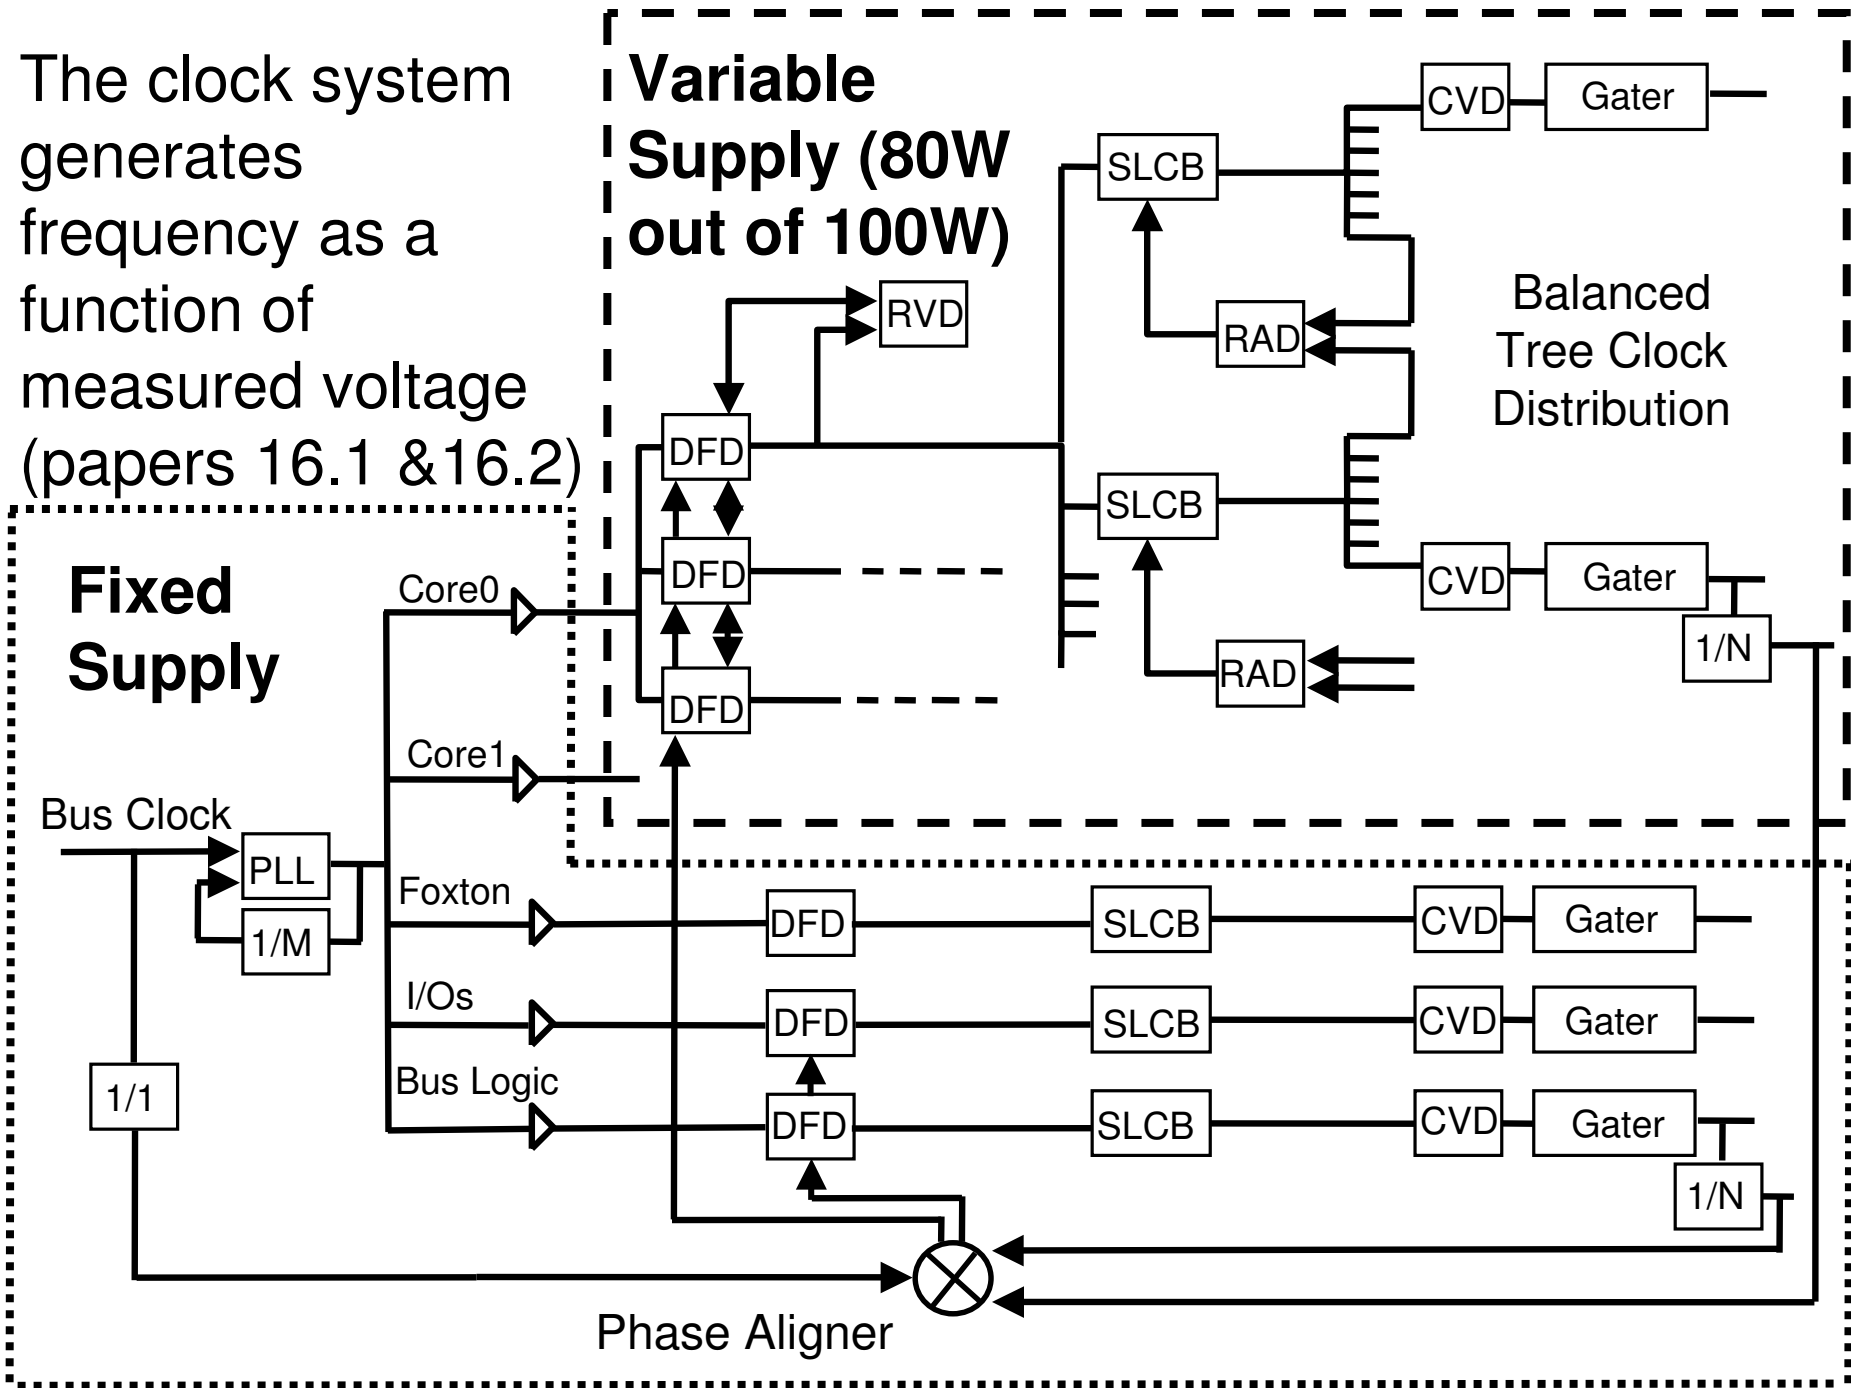 The clock system
generates
frequency as a
function of
measured voltage
(papers 16.1 &16.2)
Variable
Supply (80W
out of 100W)
CVD
Gater
SLCB
RVD
RAD
Balanced
Tree Clock
Distribution
DFD
SLCB
CVD
Gater
DFD
1/N
RAD
DFD
Fixed
Supply
Core0
Core1
Bus Clock
PLL
1/M
Foxton
DFD
SLCB
CVD
Gater
I/Os
DFD
SLCB
CVD
Gater
1/1
Bus Logic
DFD
SLCB
CVD
Gater
1/N
Phase Aligner